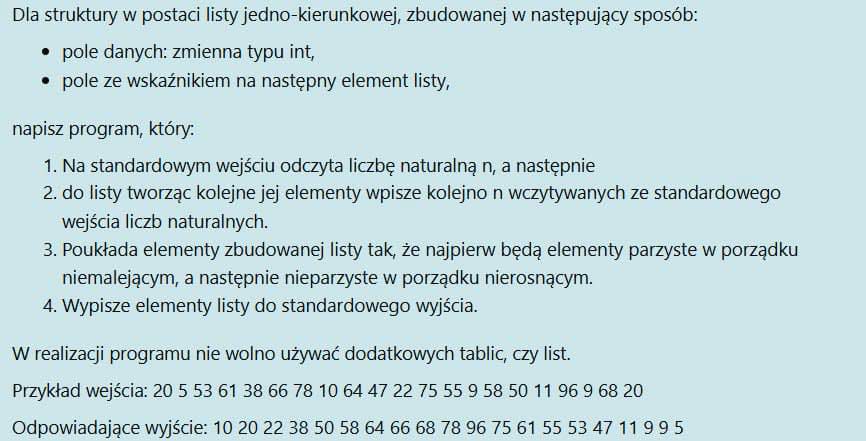 Dla struktury w postaci listy jedno-kierunkowej, zbudowanej w następujący sposób:
• pole danych: zmienna typu int,
• pole ze wskaźnikiem na następny element listy,
napisz program, który:
1. Na standardowym wejściu odczyta liczbę naturalną n, a następnie
2. do listy tworząc kolejne jej elementy wpisze kolejno n wczytywanych ze standardowego
wejścia liczb naturalnych.
3. Poukłada elementy zbudowanej listy tak, że najpierw będą elementy parzyste w porządku
niemalejącym, a następnie nieparzyste w porządku nierosnącym.
4. Wypisze elementy listy do standardowego wyjścia.
W realizacji programu nie wolno używać dodatkowych tablic, czy list.
Przykład wejścia: 20 5 53 61 38 66 78 10 64 47 22 75 55 9 58 50 11 96 9 68 20
Odpowiadające wyjście: 10 20 22 38 50 58 64 66 68 78 96 75 61 55 53 47 11 9 9 5